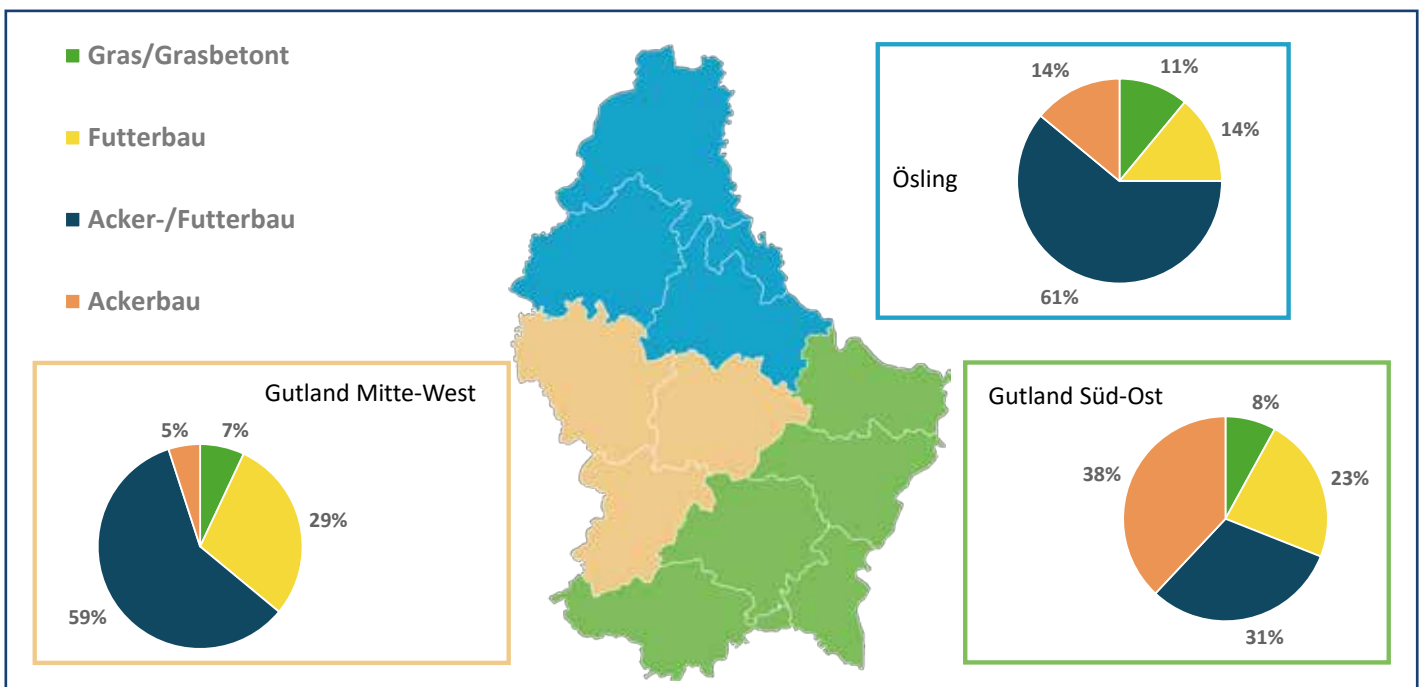 Gras/Grasbetont
Futterbau
Acker-/Futterbau
Ackerbau
Ösling
14%
11%
14%
61%
Gutland Mitte-West
5%
7%
29%
59%
Gutland Süd-Ost
8%
38%
23%
31%